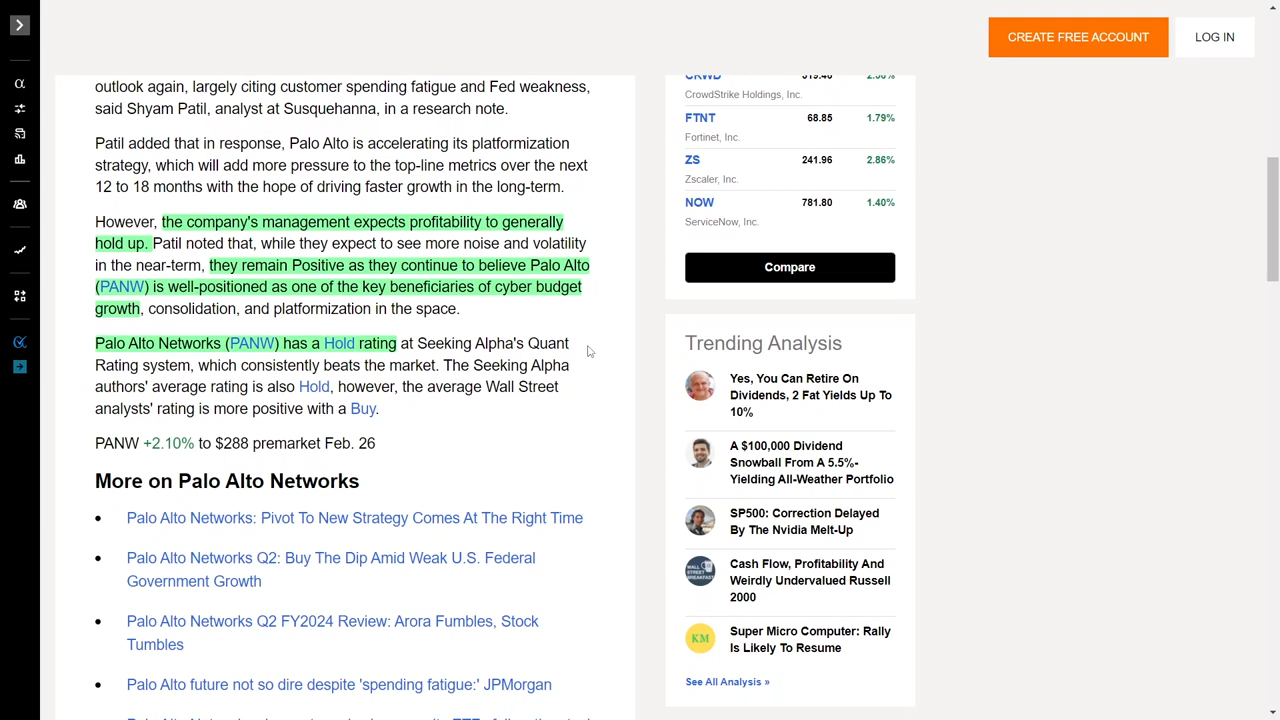 CREATE FREE ACCOUNT
LOG IN
outlook again, largely citing customer spending fatigue and Fed weakness,
said Shyam Patil, analyst at Susquehanna, in a research note.
Patil added that in response, Palo Alto is accelerating its platformization
strategy, which will add more pressure to the top-line metrics over the next
12 to 18 months with the hope of driving faster growth in the long-term.
However, the company's management expects profitability to generally
hold up. Patil noted that, while they expect to see more noise and volatility
in the near-term, they remain Positive as they continue to believe Palo Alto
(PANW) is well-positioned as one of the key beneficiaries of cyber budget
growth, consolidation, and platformization in the space.
Palo Alto Networks (PANW) has a Hold rating at Seeking Alpha's Quant
Rating system, which consistently beats the market. The Seeking Alpha
authors' average rating is also Hold, however, the average Wall Street
analysts' rating is more positive with a Buy.
PANW +2.10% to $288 premarket Feb. 26
More on Palo Alto Networks
• Palo Alto Networks: Pivot To New Strategy Comes At The Right Time
• Palo Alto Networks Q2: Buy The Dip Amid Weak U.S. Federal
Government Growth
• Palo Alto Networks Q2 FY2024 Review: Arora Fumbles, Stock
Tumbles
• Palo Alto future not so dire despite 'spending fatigue:' JPMorgan
CRWD 319.46 2.36%
CrowdStrike Holdings, Inc.
FTNT 68.85 1.79%
Fortinet, Inc.
ZS 241.96 2.86%
Zscaler, Inc.
NOW 781.80 1.40%
ServiceNow, Inc.
Compare
Trending Analysis
Yes, You Can Retire On
Dividends, 2 Fat Yields Up To
10%
A $100,000 Dividend
Snowball From A 5.5%-
Yielding All-Weather Portfolio
SP500: Correction Delayed
By The Nvidia Melt-Up
WALL STREET BREAKFAST
Cash Flow, Profitability And
Weirdly Undervalued Russell
2000
KM
Super Micro Computer: Rally
Is Likely To Resume
See All Analysis »